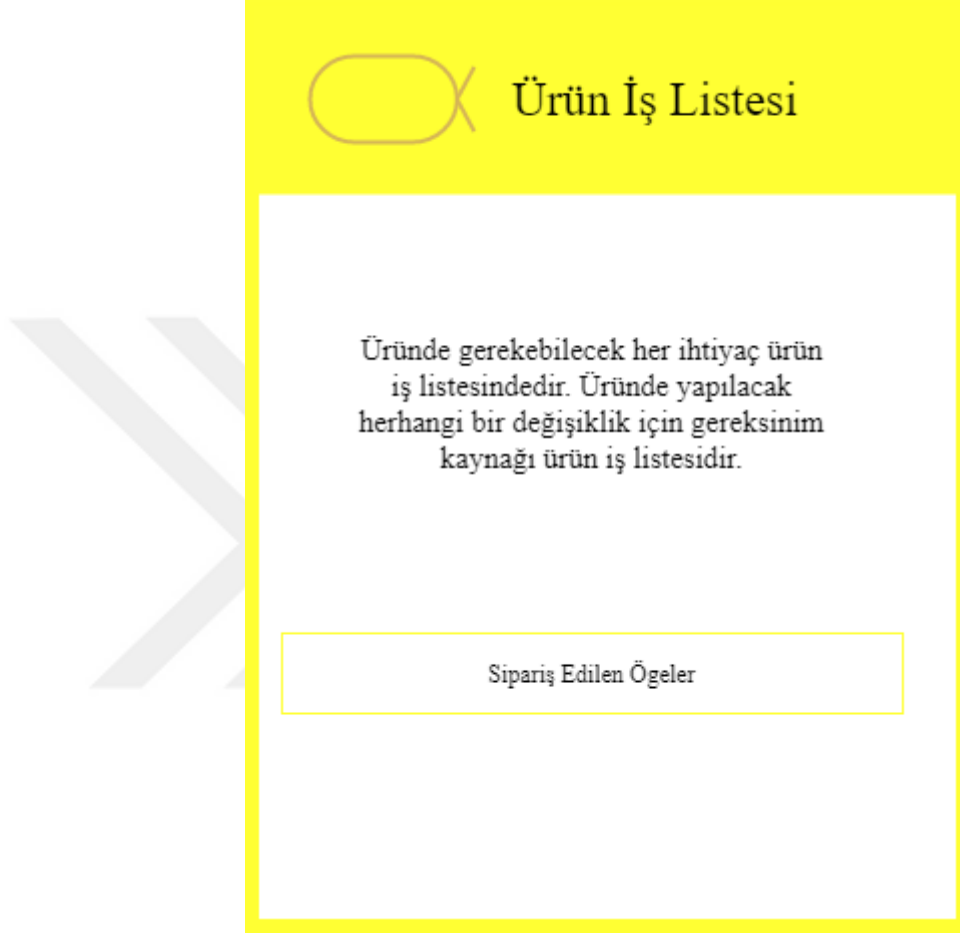 Ürün İş Listesi
Üründe gerekebilecek her ihtiyaç ürün
iş listesindedir. Üründe yapılacak
herhangi bir değişiklik için gereksinim
kaynağı ürün iş listesidir.
Sipariş Edilen Ögeler